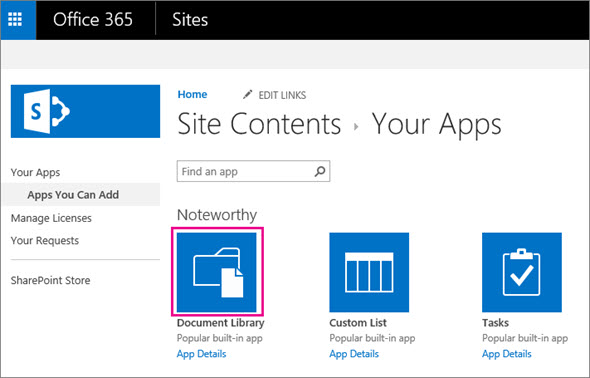 Office 365 Sites
S
Home EDIT LINKS
Site Contents › Your Apps
Find an app
Your Apps
Apps You Can Add
Manage Licenses
Your Requests
SharePoint Store
Noteworthy
Document Library Custom List Tasks
Popular built-in app Popular built-in app Popular built-in app
App Details App Details App Details